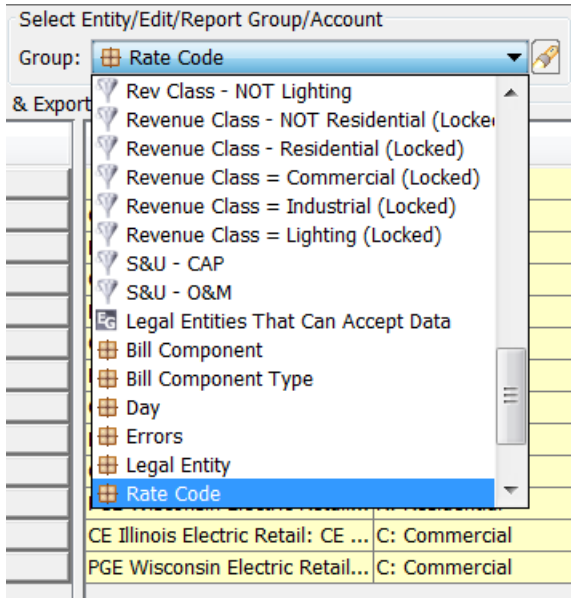 Select Entity/Edit/Report Group/Account
Group: Rate Code
& Export
Rev Class - NOT Lighting
Revenue Class - NOT Residential (Locked
Revenue Class - Residential (Locked)
Revenue Class = Commercial (Locked)
Revenue Class = Industrial (Locked)
Revenue Class = Lighting (Locked)
S&U - CAP
S&U - O&M
EG Legal Entities That Can Accept Data
Bill Component
Bill Component Type
Day
Errors
Legal Entity
Rate Code
CE Illinois Electric Retail: CE ... C: Commercial
PGE Wisconsin Electric Retail... C: Commercial